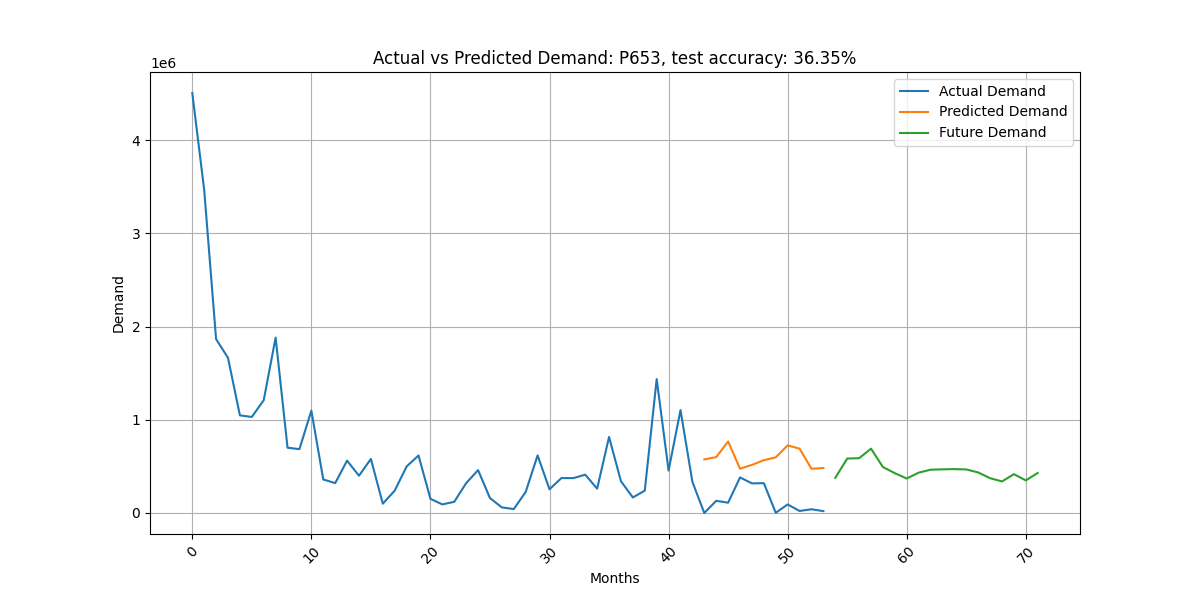 Actual vs Predicted Demand: P653, test accuracy: 36.35%
1e6
Actual Demand
Predicted Demand
Future Demand
4
3
2
1
0
Demand
0 10 20 30 40 50 60 70
Months